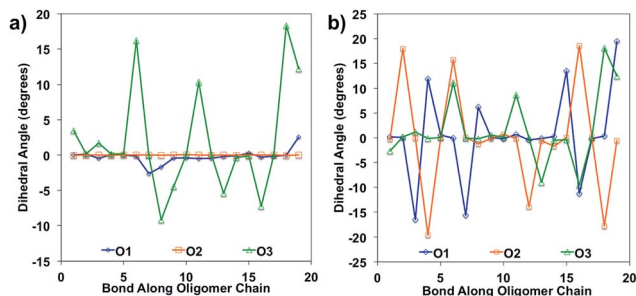 a)
Dihedral Angle (degrees)
20
15
10
5
0
-5
-10
-15
0 5 10 15 20
O1 O2 O3
Bond Along Oligomer Chain
b)
Dihedral Angle (degrees)
25
20
15
10
5
0
-5
-10
-15
-20
-25
0 5 10 15 20
O1 O2 O3
Bond Along Oligomer Chain